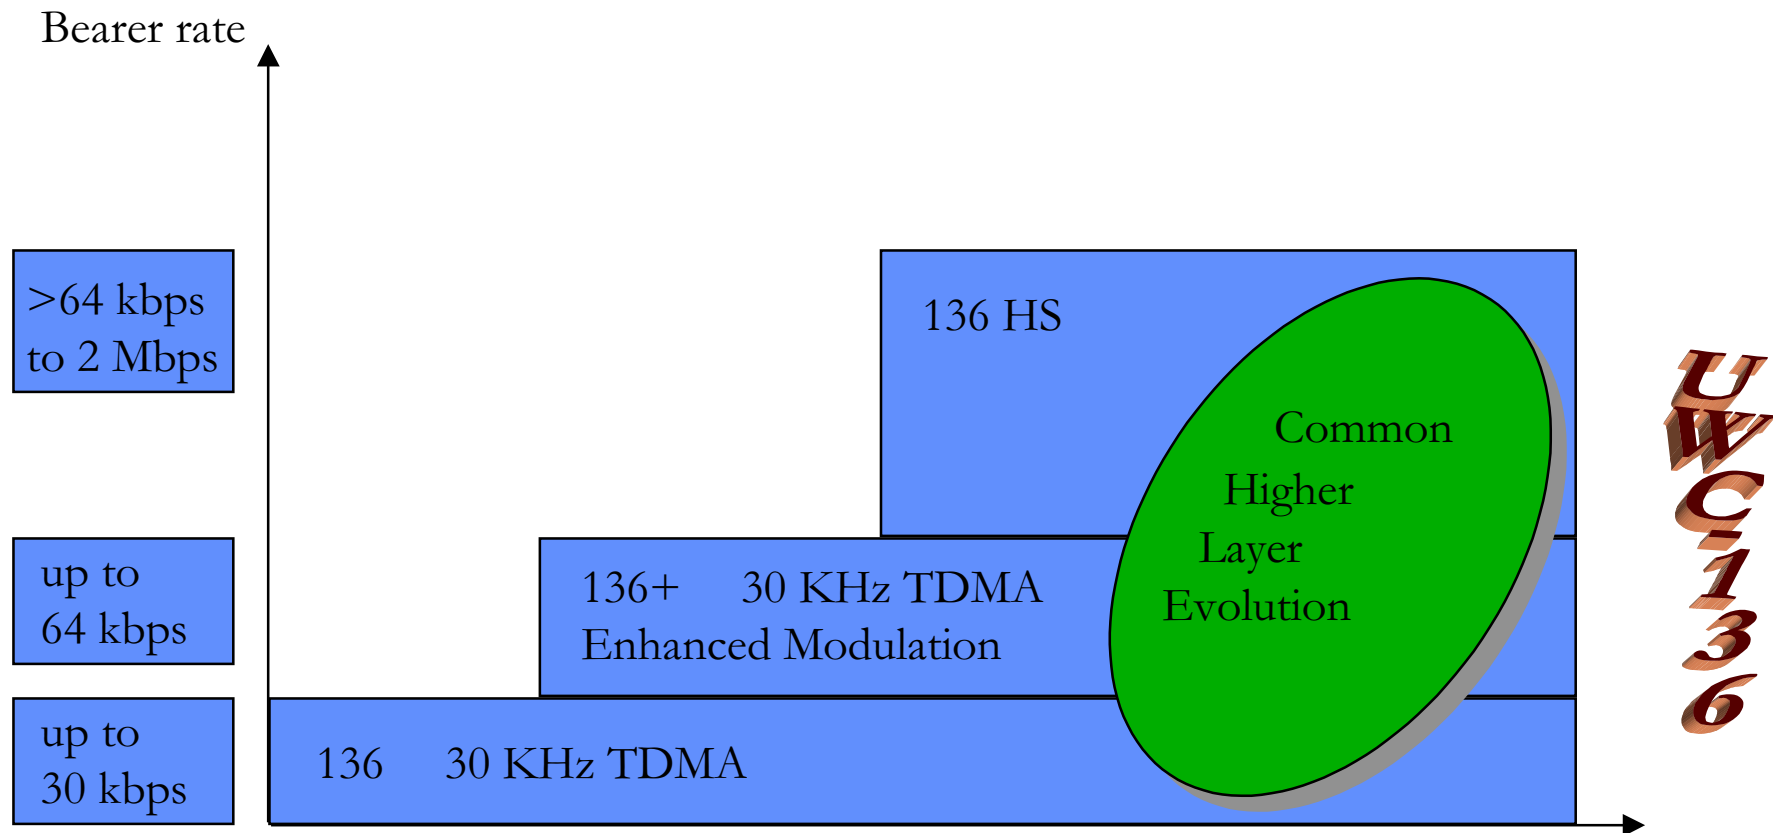 Bearer rate
>64 kbps
to 2 Mbps
136 HS
Common
Higher
Layer
Evolution
up to
64 kbps
136+ 30 KHz TDMA
Enhanced Modulation
up to
30 kbps
136 30 KHz TDMA
UWC-136